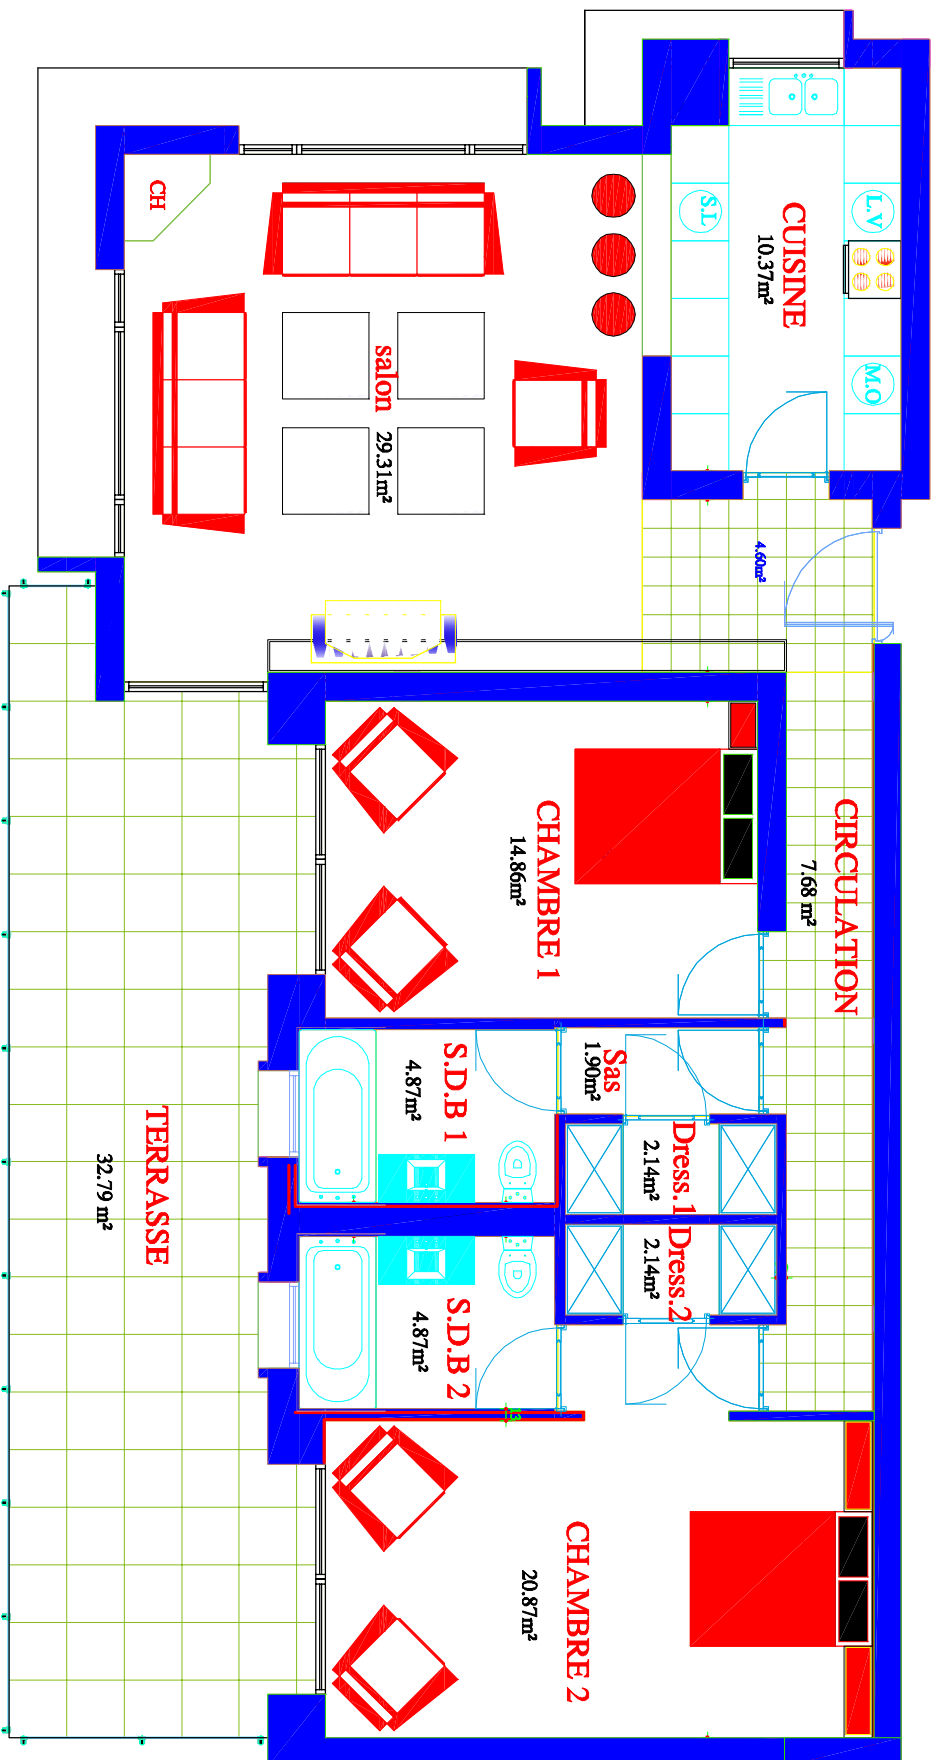 CUISINE
10.37m²
L.V
S.L
M.O
CH
salon
29.31m²
4.60m²
CIRCULATION
7.68 m²
CHAMBRE 1
14.86m²
Sas
1.90m²
S.D.B 1
4.87m²
Dress.1
2.14m²
Dress.2
2.14m²
S.D.B 2
4.87m²
TERRASSE
32.79 m²
CHAMBRE 2
20.87m²